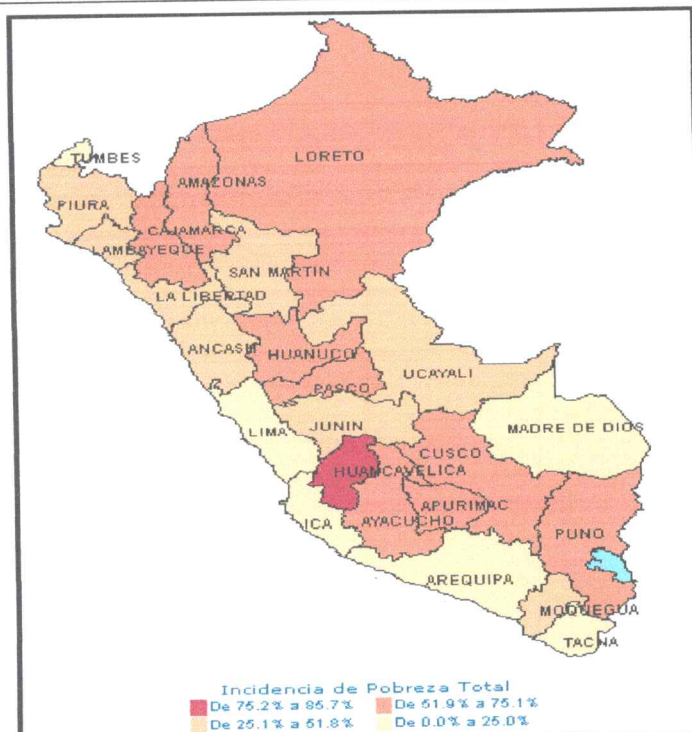 LORETO
TUMBES
AMAZONAS
PIURA
CAJAMARCA
LAMBAYEQUE
SAN MARTIN
LA LIBERTAD
ANCASH
HUANUCO
UCAYALI
PASCO
LIMA
JUNIN
MADRE DE DIOS
CUSCO
HUANCAVELICA
APURIMAC
ICA
AYACUCHO
PUNO
AREQUIPA
MOQUEGUA
TACNA
Incidencia de Pobreza Total
De 75.2% a 85.7% De 51.9% a 75.1%
De 25.1% a 51.8% De 0.0% a 25.0%